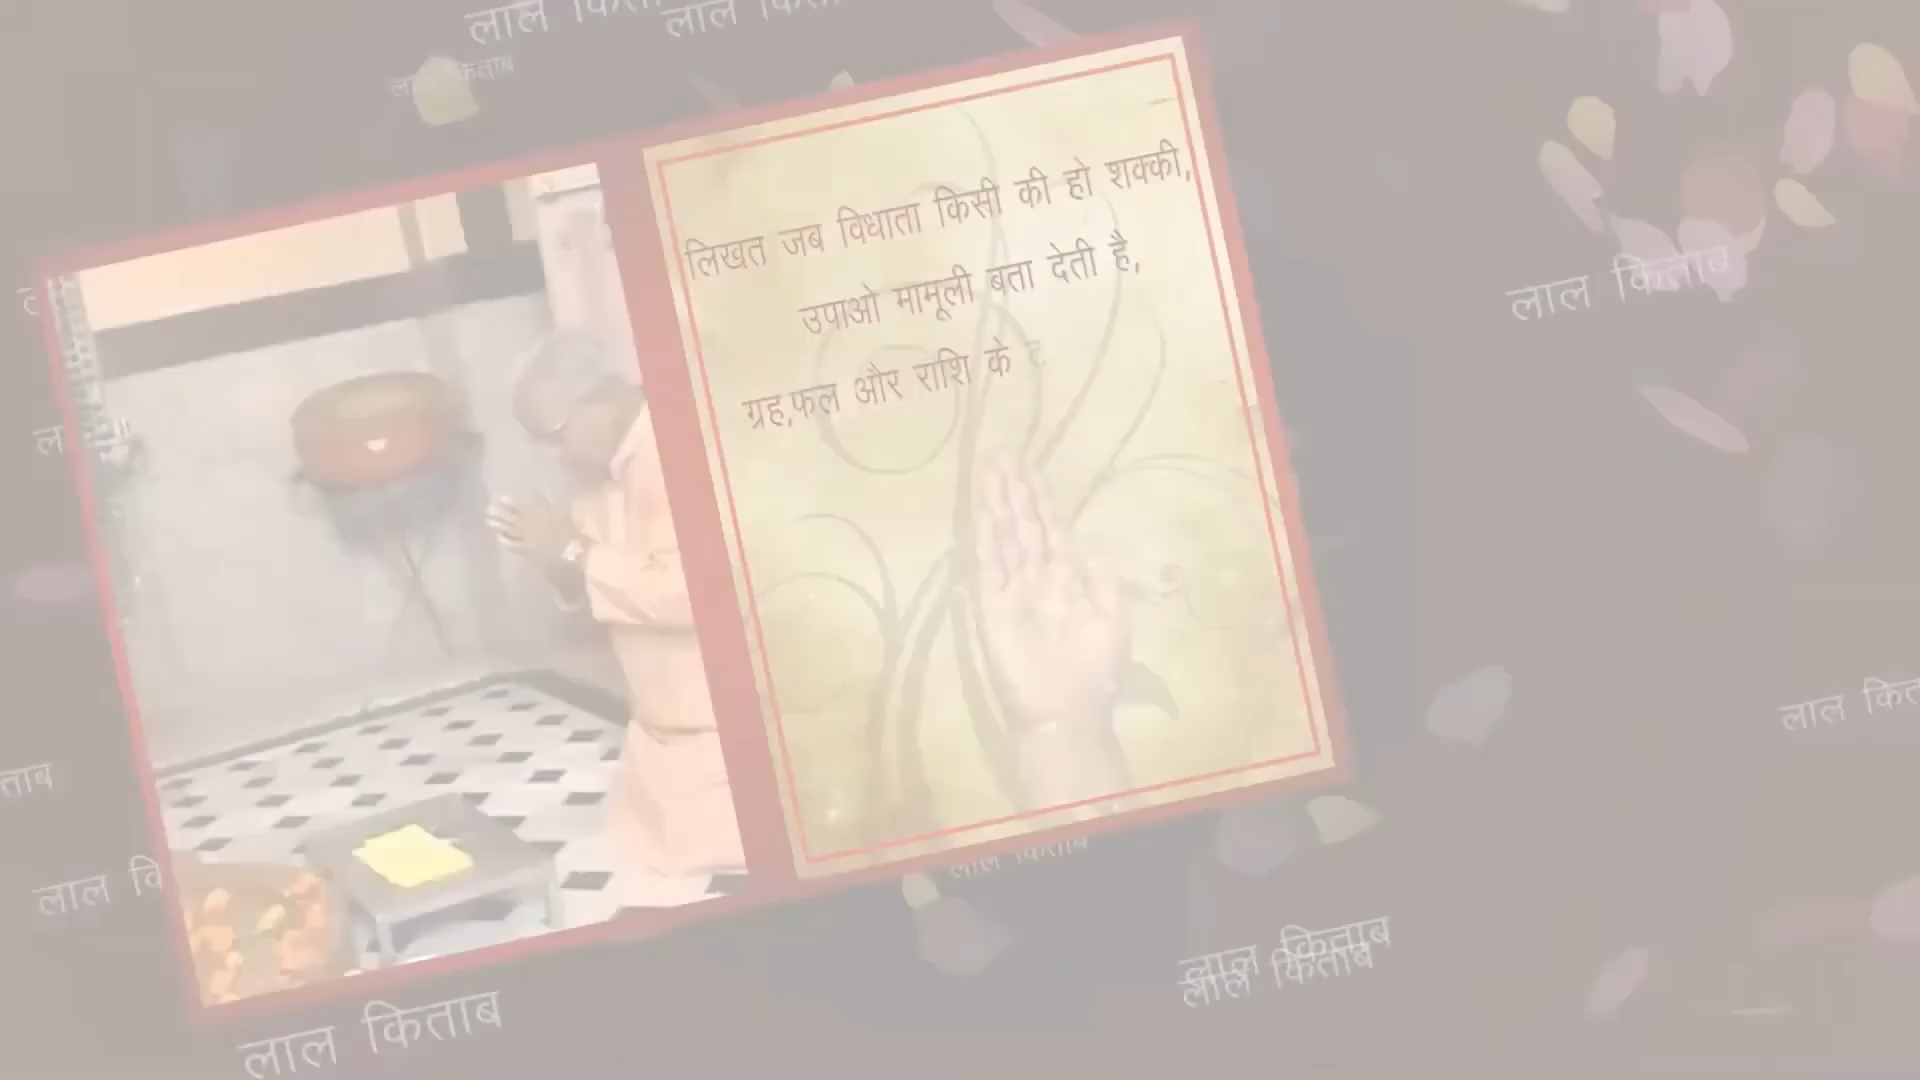 लाल
लाल
लाल किताब
लिखत जब विधाता किसी की हो शक्की,
उपाओ मामूली बता देती है,
ग्रह,फल और राशि के
लाल किताब
लाल
लाल
लाल किताब
लाल किताब
लाल किताब
लाल किताब